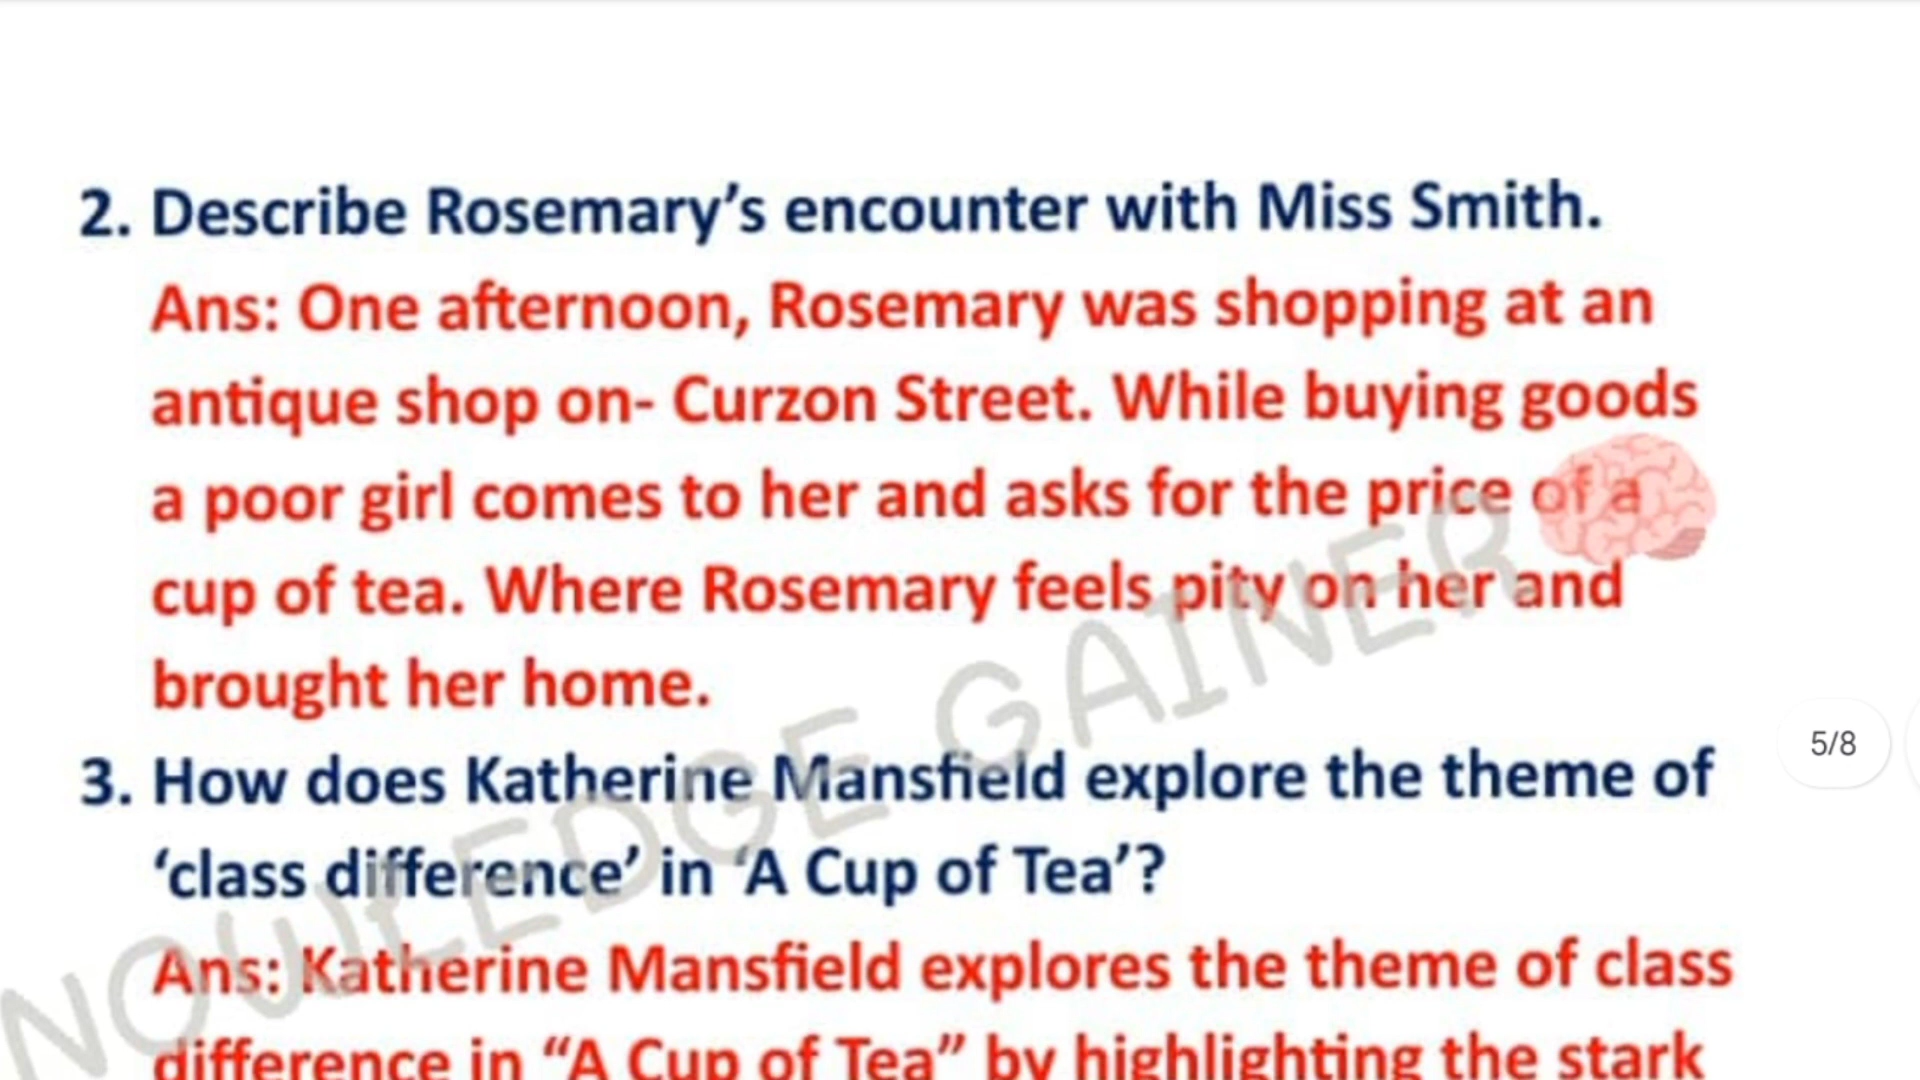 2. Describe Rosemary’s encounter with Miss Smith.
Ans: One afternoon, Rosemary was shopping at an
antique shop on- Curzon Street. While buying goods
a poor girl comes to her and asks for the price of a
cup of tea. Where Rosemary feels pity on her and
brought her home.
5/8
3. How does Katherine Mansfield explore the theme of
‘class difference’ in ‘A Cup of Tea’?
Ans: Katherine Mansfield explores the theme of class
difference in “A Cup of Tea” by highlighting the stark
NOWLEDGE GAINER